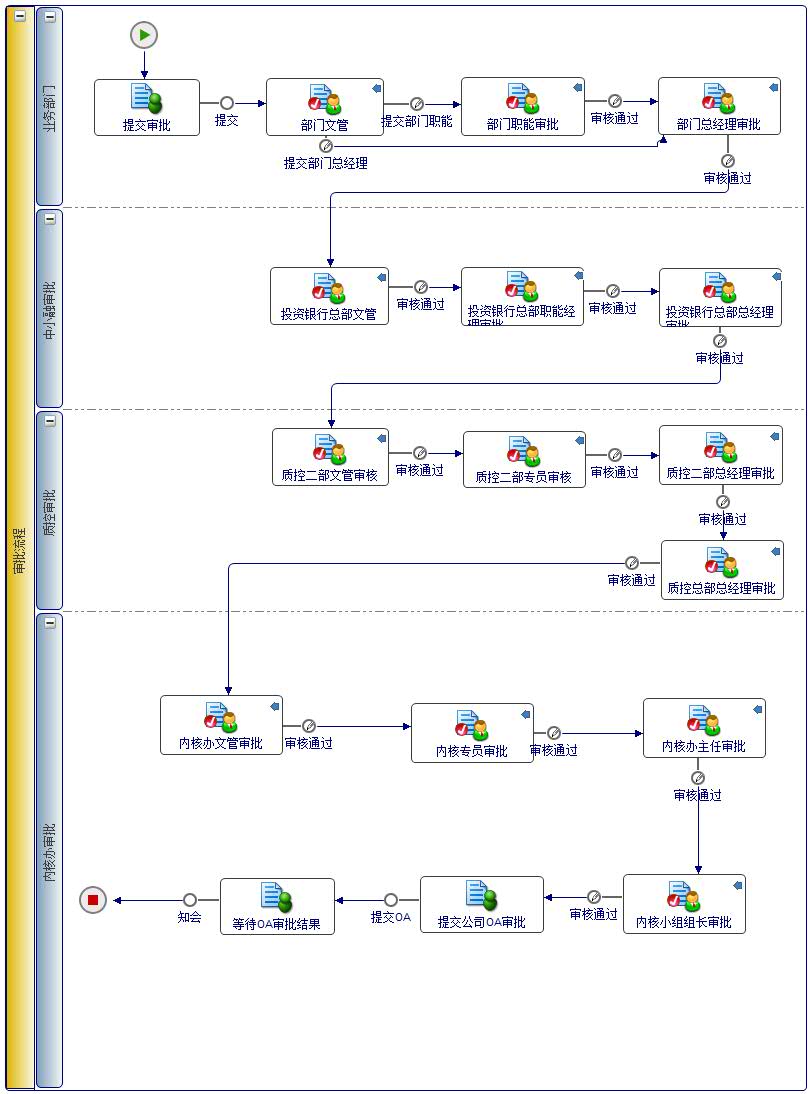 审批流程
业务部门
提交审批
提交
部门文管
提交部门职能
部门职能审批
审核通过
部门总经理审批
提交部门总经理
审核通过
中小融审批
投资银行总部文管
审核通过
投资银行总部职能经
理审批
审核通过
投资银行总部总经理
审批
审核通过
质控审批
质控二部文管审核
审核通过
质控二部专员审核
审核通过
质控二部总经理审批
审核通过
质控总部总经理审批
审核通过
内核办审批
内核办文管审批
审核通过
内核专员审批
审核通过
内核办主任审批
审核通过
内核小组组长审批
审核通过
提交公司OA审批
提交OA
等待OA审批结果
知会